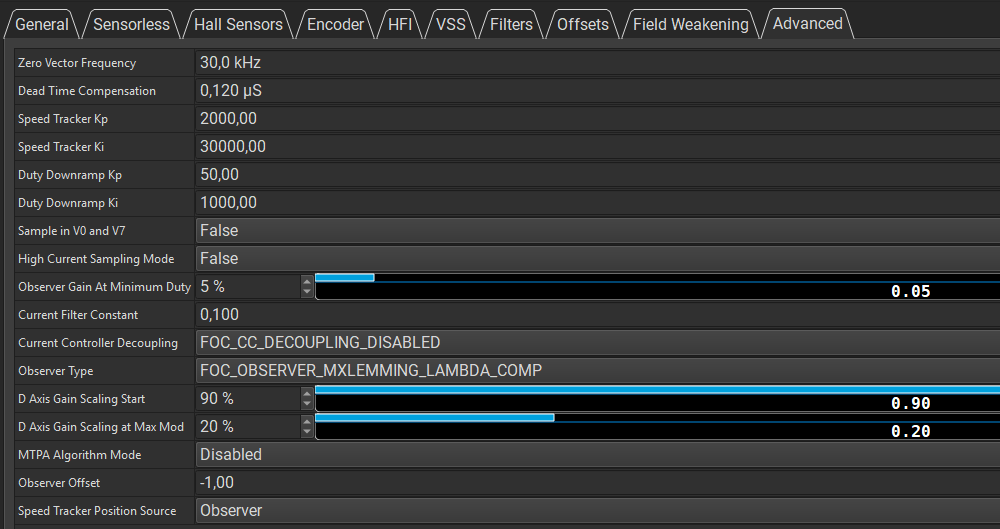 General Sensorless Hall Sensors Encoder HFI VSS Filters Offsets Field Weakening Advanced
Zero Vector Frequency 30,0 kHz
Dead Time Compensation 0,120 µS
Speed Tracker Kp 2000,00
Speed Tracker Ki 30000,00
Duty Downramp Kp 50,00
Duty Downramp Ki 1000,00
Sample in V0 and V7 False
High Current Sampling Mode False
Observer Gain At Minimum Duty 5 % 0.05
Current Filter Constant 0,100
Current Controller Decoupling FOC_CC_DECOUPLING_DISABLED
Observer Type FOC_OBSERVER_MXLEMMING_LAMBDA_COMP
D Axis Gain Scaling Start 90 % 0.90
D Axis Gain Scaling at Max Mod 20 % 0.20
MTPA Algorithm Mode Disabled
Observer Offset -1,00
Speed Tracker Position Source Observer